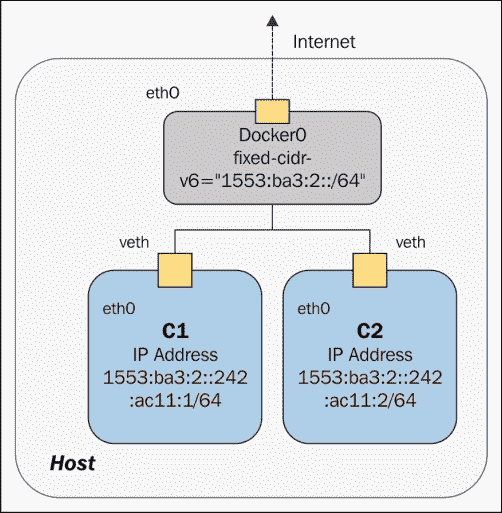 Internet
eth0
Docker0
fixed-cidr-
v6="1553:ba3:2::/64"
veth
veth
eth0
C1
IP Address
1553:ba3:2::242
:ac11:1/64
eth0
C2
IP Address
1553:ba3:2::242
:ac11:2/64
Host